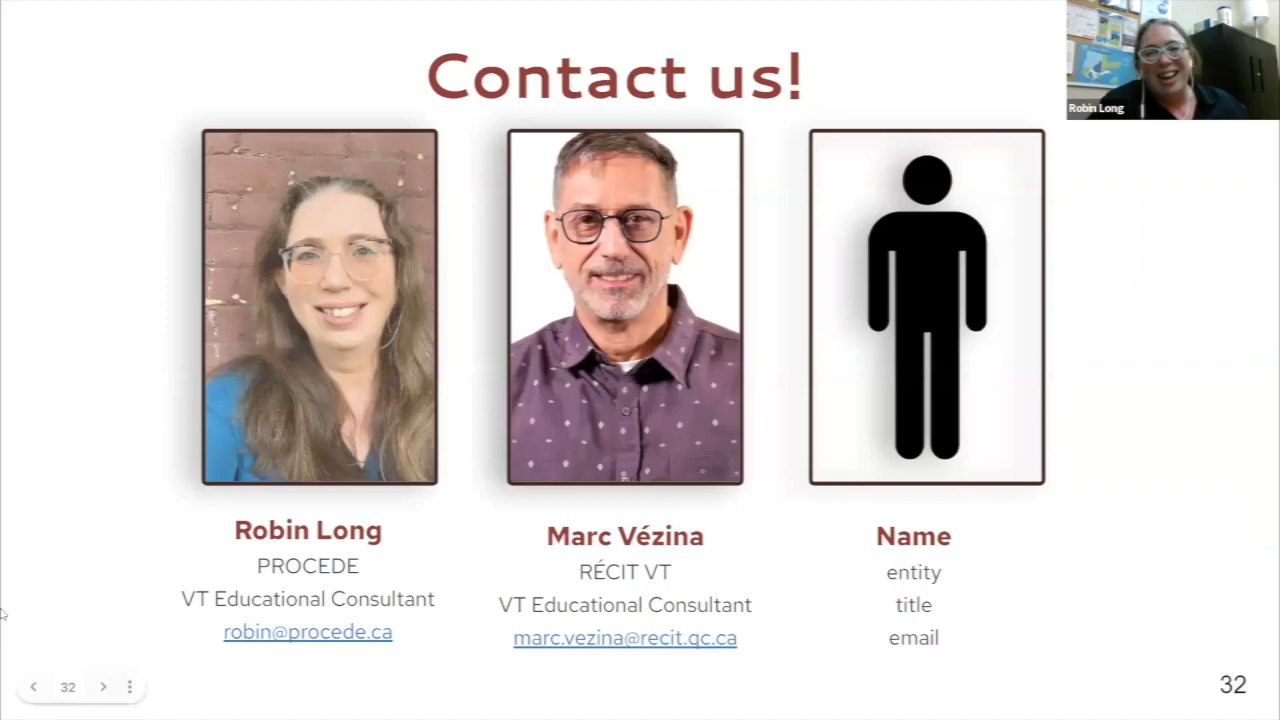 Contact us!
Robin Long
Robin Long
PROCEDE
VT Educational Consultant
robin@procede.ca
Marc Vézina
RÉCIT VT
VT Educational Consultant
marc.vezina@recit.qc.ca
Name
entity
title
email
32
32